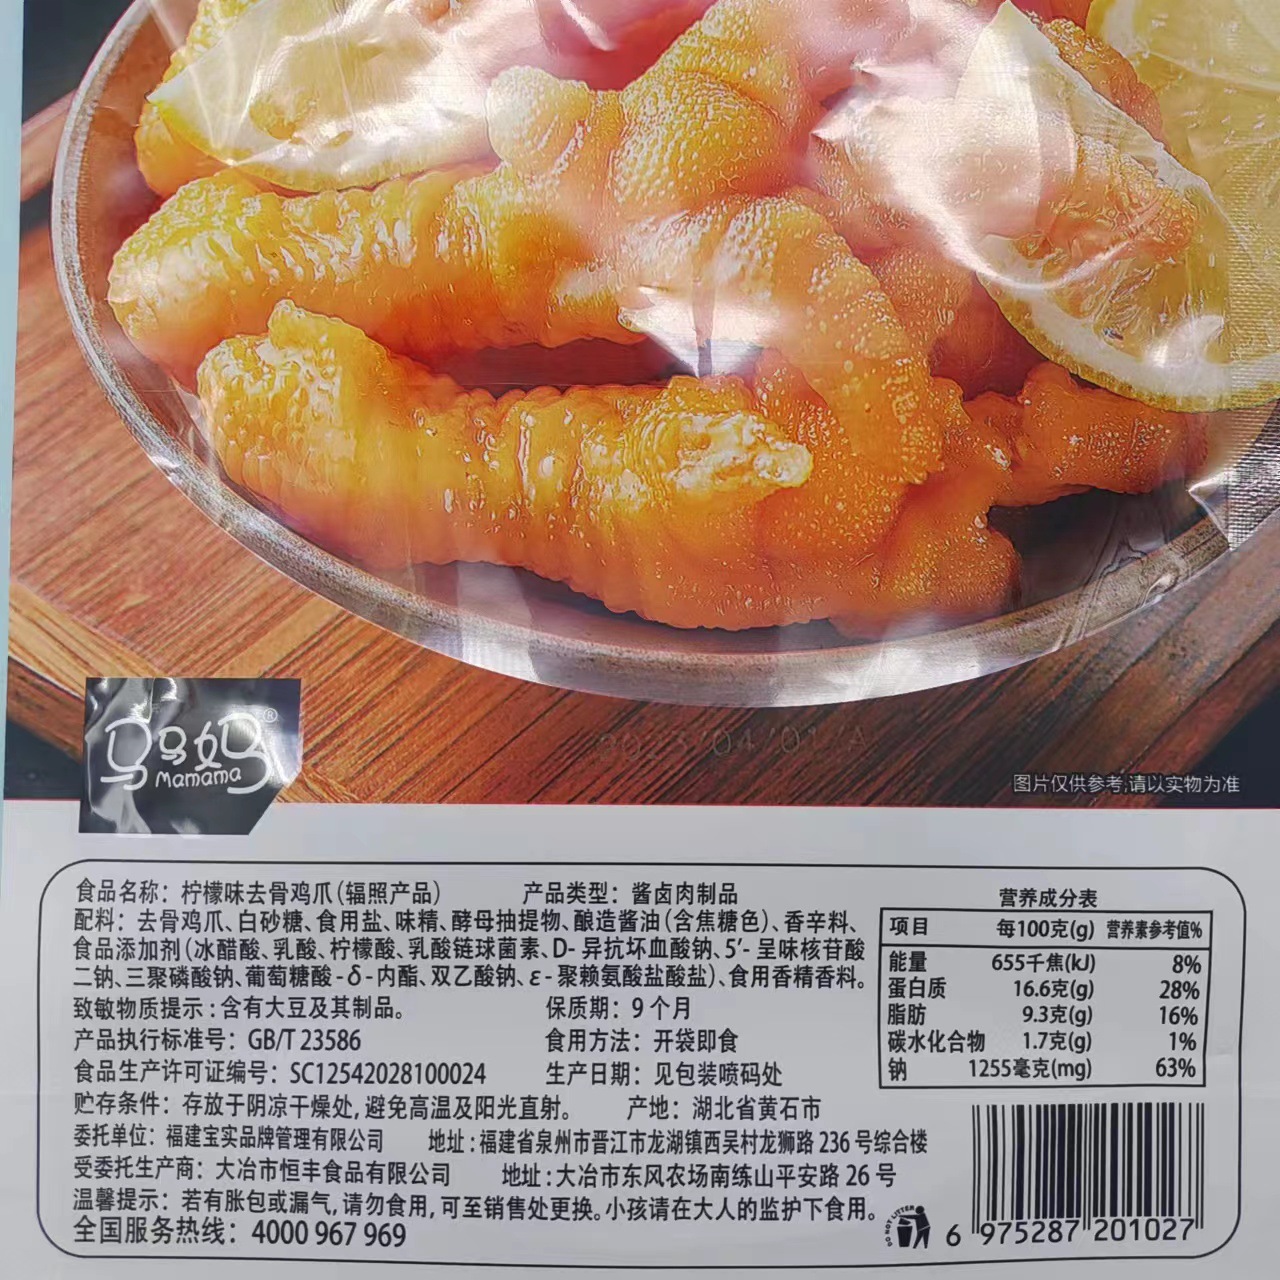 2023/04/01/A
乌马妈®
Mamama
图片仅供参考,请以实物为准
食品名称：柠檬味去骨鸡爪(辐照产品) 产品类型：酱卤肉制品
配料：去骨鸡爪、白砂糖、食用盐、味精、酵母抽提物、酿造酱油(含焦糖色)、香辛料、
食品添加剂(冰醋酸、乳酸、柠檬酸、乳酸链球菌素、D-异抗坏血酸钠、5′-呈味核苷酸
二钠、三聚磷酸钠、葡萄糖酸-δ-内酯、双乙酸钠、ε-聚赖氨酸盐酸盐)、食用香精香料。
致敏物质提示：含有大豆及其制品。 保质期：9个月
产品执行标准号：GB/T 23586 食用方法：开袋即食
食品生产许可证编号：SC12542028100024 生产日期：见包装喷码处
贮存条件：存放于阴凉干燥处,避免高温及阳光直射。 产地：湖北省黄石市
委托单位：福建宝实品牌管理有限公司 地址：福建省泉州市晋江市龙湖镇西吴村龙狮路236号综合楼
受委托生产商：大冶市恒丰食品有限公司 地址：大冶市东风农场南练山平安路26号
温馨提示：若有胀包或漏气,请勿食用,可至销售处更换。小孩请在大人的监护下食用。
全国服务热线：4000 967 969
营养成分表
项目 每100克(g) 营养素参考值%
能量 655千焦(kJ) 8%
蛋白质 16.6克(g) 28%
脂肪 9.3克(g) 16%
碳水化合物 1.7克(g) 1%
钠 1255毫克(mg) 63%
DO NOT LITTER
6 975287 201027